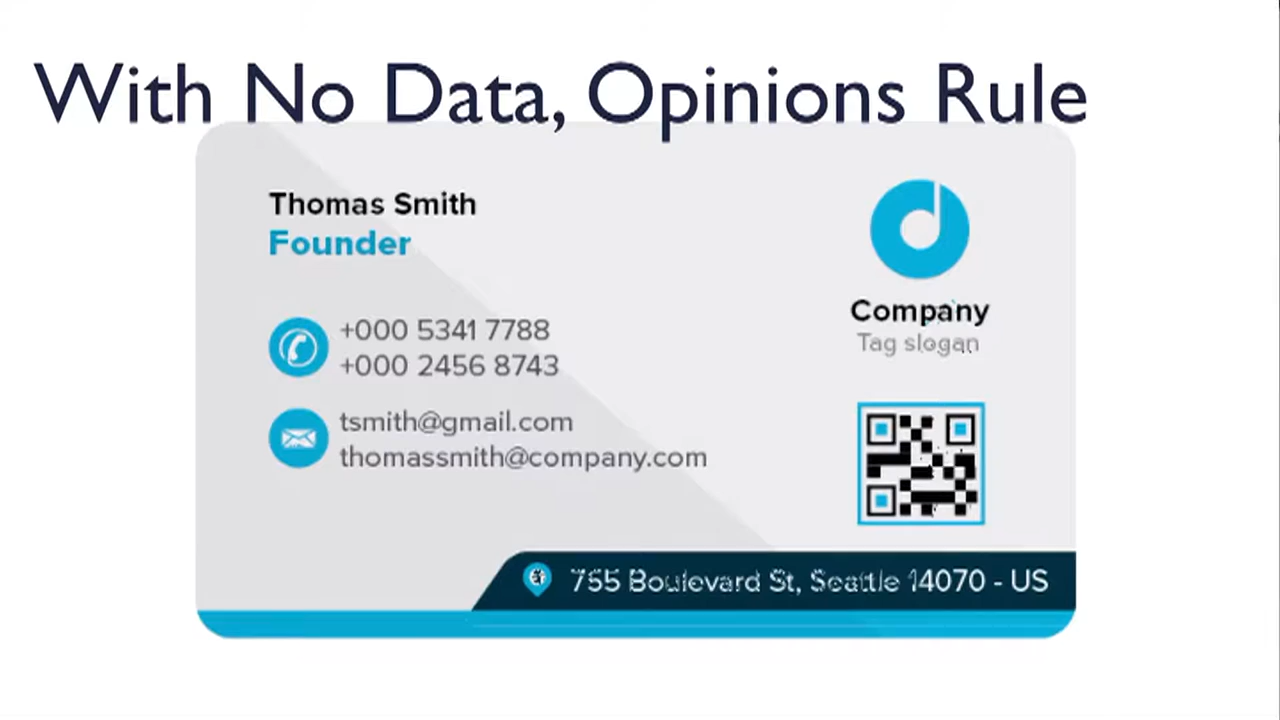 With No Data, Opinions Rule
Thomas Smith
Founder
+000 5341 7788
+000 2456 8743
tsmith@gmail.com
thomassmith@company.com
Company
Tag slogan
755 Boulevard St, Seattle 14070 - US